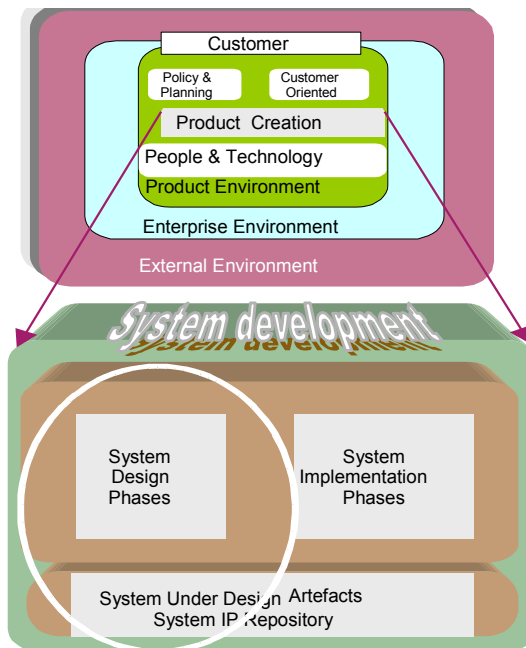 Customer
Policy &
Planning
Customer
Oriented
Product Creation
People & Technology
Product Environment
Enterprise Environment
External Environment
System development
System
Design
Phases
System
Implementation
Phases
System Under Design Artefacts
System IP Repository